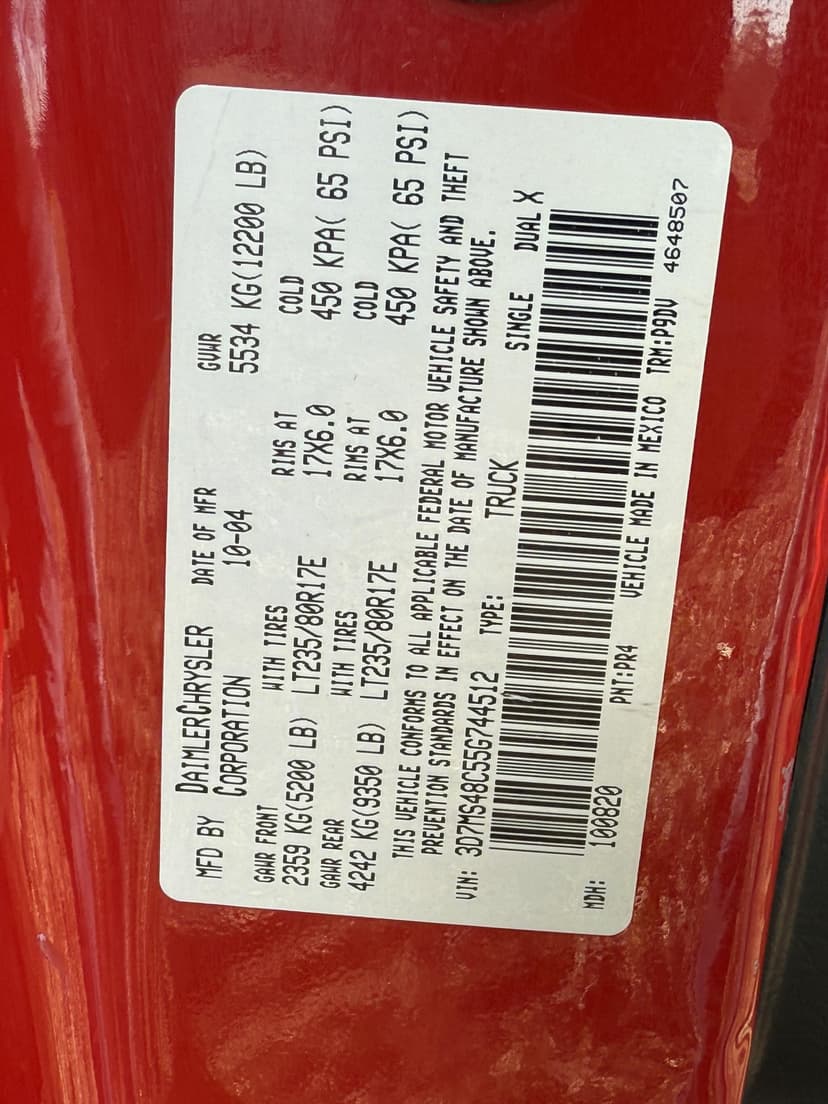 MFD BY DAIMLERCHRYSLER CORPORATION DATE OF MFR 10-04 GVWR 5534 KG(12200 LB)
GAWR FRONT WITH TIRES RIMS AT COLD
2359 KG(5200 LB) LT235/80R17E 17X6.0 450 KPA( 65 PSI)
GAWR REAR WITH TIRES RIMS AT COLD
4242 KG(9350 LB) LT235/80R17E 17X6.0 450 KPA( 65 PSI)
THIS VEHICLE CONFORMS TO ALL APPLICABLE FEDERAL MOTOR VEHICLE SAFETY AND THEFT
PREVENTION STANDARDS IN EFFECT ON THE DATE OF MANUFACTURE SHOWN ABOVE.
VIN: 3D7MS48C55G744512 TYPE: TRUCK SINGLE DUAL X
MDH: 100820 PNT:PR4 VEHICLE MADE IN MEXICO TRM:P9DV 4648507